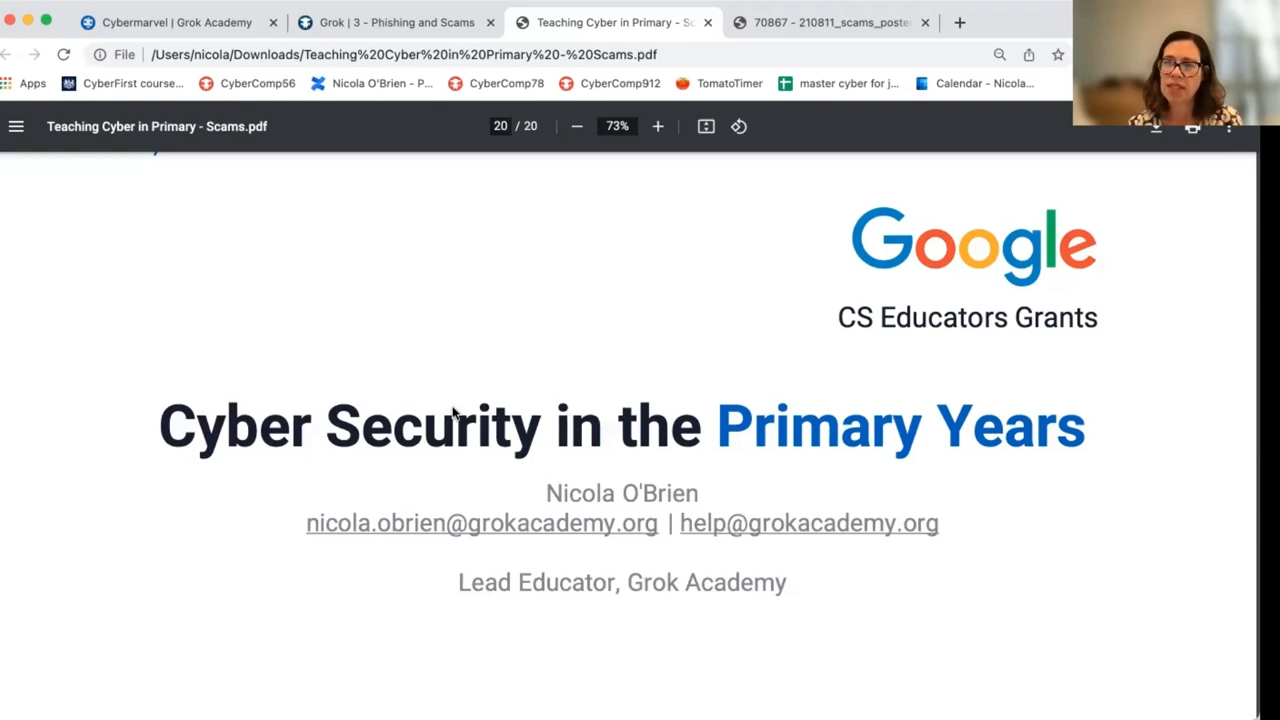 Cybermarvel | Grok Academy
Grok | 3 - Phishing and Scams
Teaching Cyber in Primary - Sc
70867 - 210811_scams_poste
File
/Users/nicola/Downloads/Teaching%20Cyber%20in%20Primary%20-%20Scams.pdf
Apps
CyberFirst course...
CyberComp56
Nicola O'Brien - P...
CyberComp78
CyberComp912
TomatoTimer
master cyber for j...
Calendar - Nicola...
Teaching Cyber in Primary - Scams.pdf
20 / 20
73%
Google
CS Educators Grants
Cyber Security in the Primary Years
Nicola O'Brien
nicola.obrien@grokacademy.org | help@grokacademy.org
Lead Educator, Grok Academy